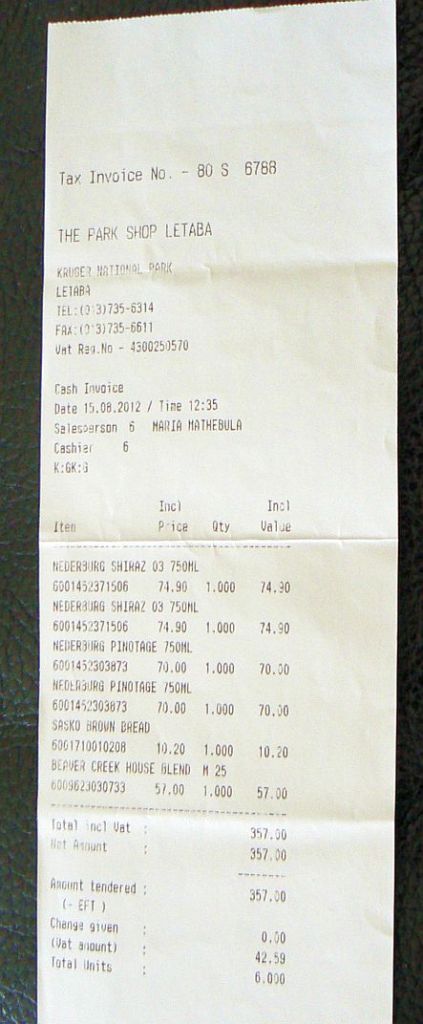 Tax Invoice No. - 80 S 6788
THE PARK SHOP LETABA
KRUGER NATIONAL PARK
LETABA
TEL:(013)735-6314
FAX:(013)735-6611
Vat Reg.No - 4300250570
Cash Invoice
Date 15.08.2012 / Time 12:35
Salesperson 6 MARIA MATHEBULA
Cashier 6
K:GK:G
Incl Incl
Item Price Qty Value
NEDERBURG SHIRAZ 03 750ML
6001452371506 74.90 1.000 74.90
NEDERBURG SHIRAZ 03 750ML
6001452371506 74.90 1.000 74.90
NEDERBURG PINOTAGE 750ML
6001452303873 70.00 1.000 70.00
NEDERBURG PINOTAGE 750ML
6001452303873 70.00 1.000 70.00
SASKO BROWN BREAD
6001710010208 10.20 1.000 10.20
BEAVER CREEK HOUSE BLEND M 25
6009623030733 57.00 1.000 57.00
Total incl Vat : 357.00
Net Amount : 357.00
Amount tendered : 357.00
(- EFT )
Change given : 0.00
(Vat amount) : 42.59
Total Units : 6.000